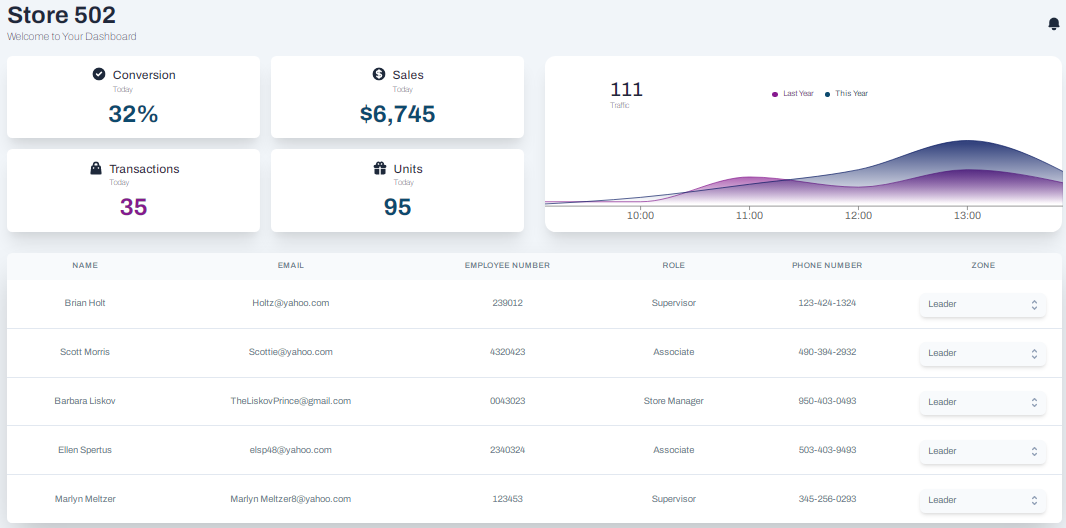 Store 502
Welcome to Your Dashboard
Conversion
Today
32%
Sales
Today
$6,745
Transactions
Today
35
Units
Today
95
111
Traffic
Last Year This Year
10:00 11:00 12:00 13:00
NAME EMAIL EMPLOYEE NUMBER ROLE PHONE NUMBER ZONE
Brian Holt Holtz@yahoo.com 239012 Supervisor 123-424-1324 Leader
Scott Morris Scottie@yahoo.com 4320423 Associate 490-394-2932 Leader
Barbara Liskov TheLiskovPrince@gmail.com 0043023 Store Manager 950-403-0493 Leader
Ellen Spertus elsp48@yahoo.com 2340324 Associate 503-403-9493 Leader
Marlyn Meltzer Marlyn Meltzer8@yahoo.com 123453 Supervisor 345-256-0293 Leader